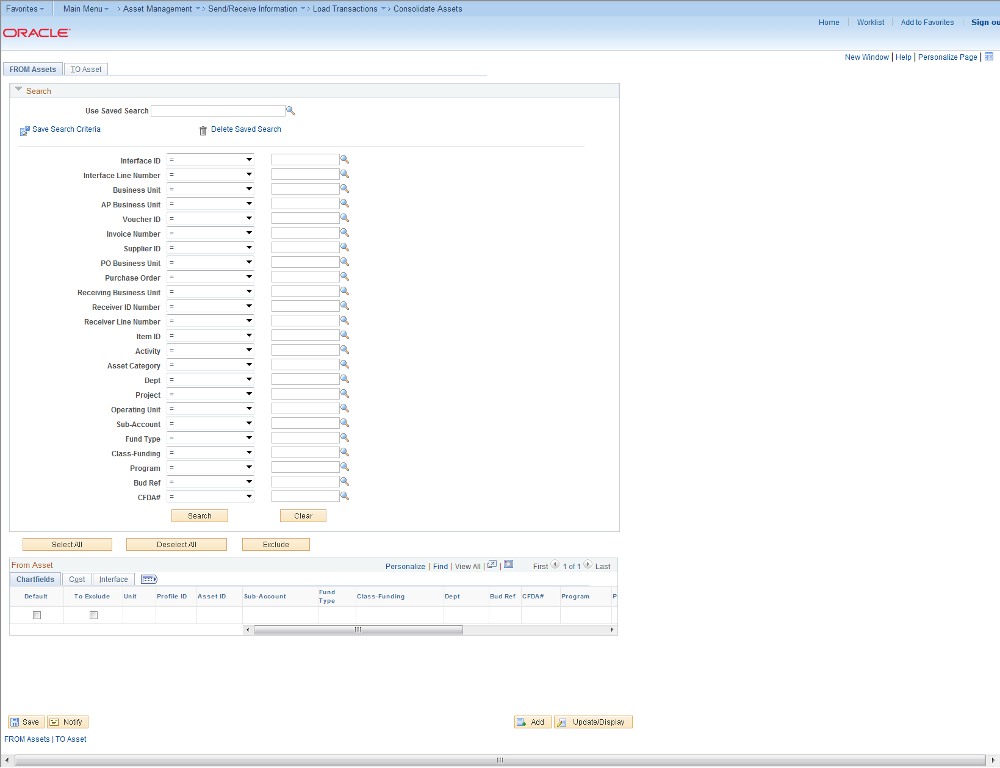 Favorites Main Menu > Asset Management > Send/Receive Information > Load Transactions > Consolidate Assets
Home Worklist Add to Favorites Sign ou
ORACLE
New Window | Help | Personalize Page |
FROM Assets TO Asset
Search
Use Saved Search
Save Search Criteria Delete Saved Search
Interface ID =
Interface Line Number =
Business Unit =
AP Business Unit =
Voucher ID =
Invoice Number =
Supplier ID =
PO Business Unit =
Purchase Order =
Receiving Business Unit =
Receiver ID Number =
Receiver Line Number =
Item ID =
Activity =
Asset Category =
Dept =
Project =
Operating Unit =
Sub-Account =
Fund Type =
Class-Funding =
Program =
Bud Ref =
CFDA# =
Search Clear
Select All Deselect All Exclude
From Asset Personalize | Find | View All | | First 1 of 1 Last
Chartfields Cost Interface
Default To Exclude Unit Profile ID Asset ID Sub-Account Fund Type Class-Funding Dept Bud Ref CFDA# Program P
Save Notify Add Update/Display
FROM Assets | TO Asset